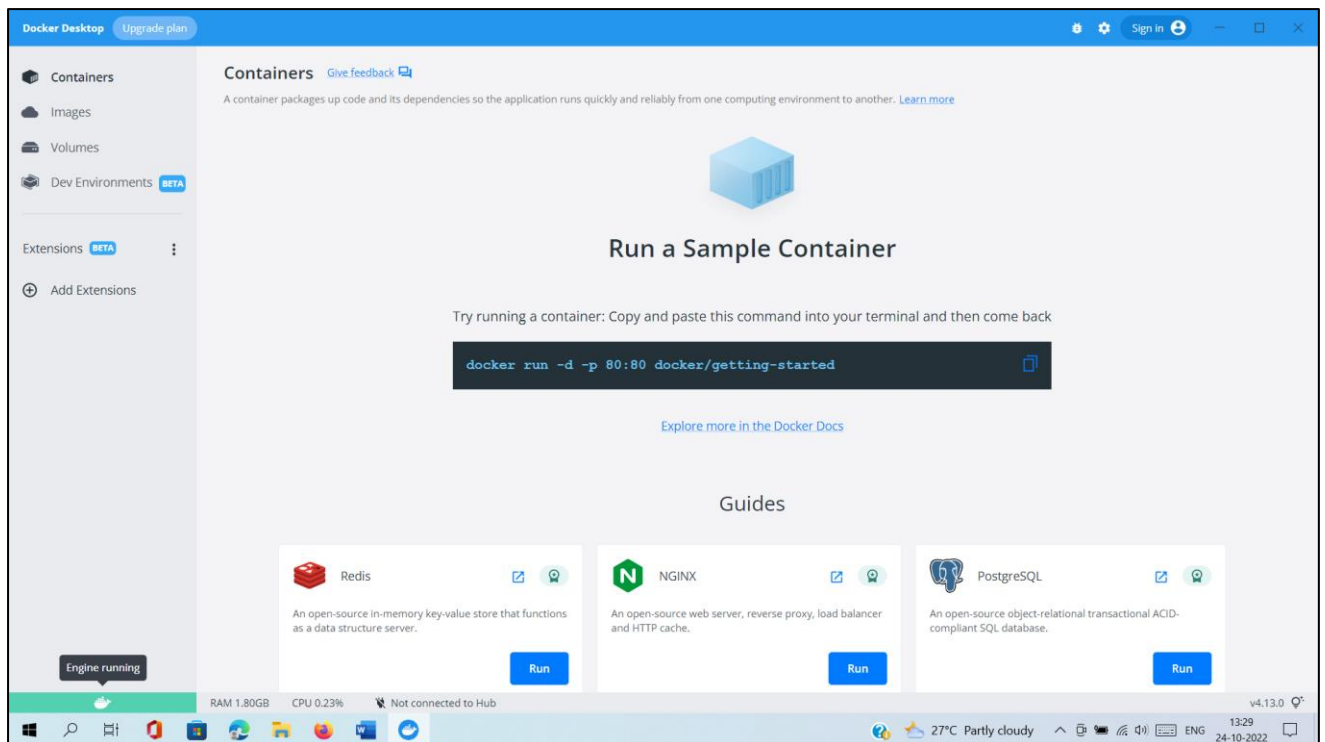 Docker Desktop Upgrade plan Sign in
Containers
Images
Volumes
Dev Environments BETA
Extensions BETA
Add Extensions
Containers Give feedback
A container packages up code and its dependencies so the application runs quickly and reliably from one computing environment to another. Learn more
Run a Sample Container
Try running a container: Copy and paste this command into your terminal and then come back
docker run -d -p 80:80 docker/getting-started
Explore more in the Docker Docs
Guides
Redis
An open-source in-memory key-value store that functions
as a data structure server.
Run
N NGINX
An open-source web server, reverse proxy, load balancer
and HTTP cache.
Run
PostgreSQL
An open-source object-relational transactional ACID-
compliant SQL database.
Run
Engine running
RAM 1.80GB CPU 0.23% Not connected to Hub v4.13.0
27°C Partly cloudy ENG 13:29
24-10-2022